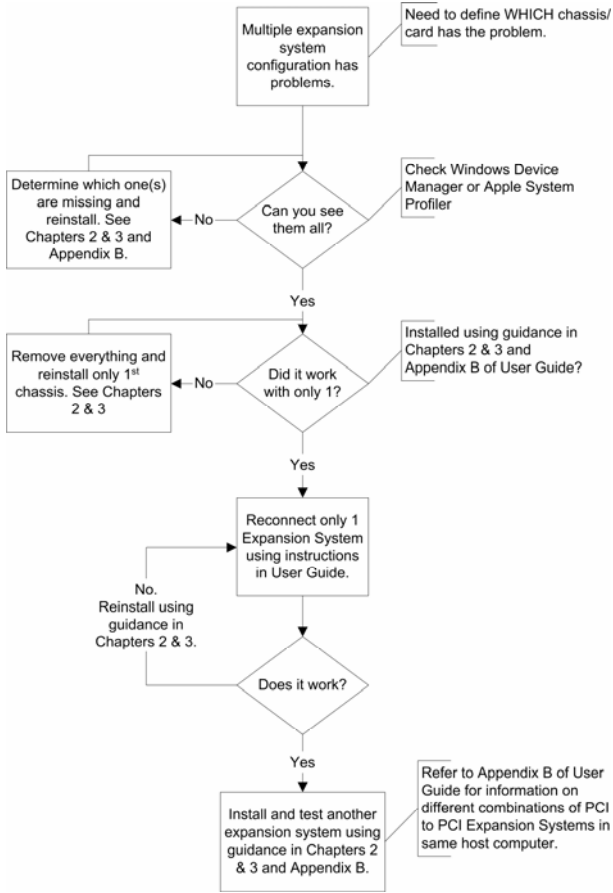 Multiple expansion
system
configuration has
problems.
Need to define WHICH chassis/
card has the problem.
Determine which one(s)
are missing and
reinstall. See
Chapters 2 & 3 and
Appendix B.
No
Can you see
them all?
Check Windows Device
Manager or Apple System
Profiler
Yes
Remove everything and
reinstall only 1st
chassis. See Chapters
2 & 3
No
Did it work
with only 1?
Installed using guidance in
Chapters 2 & 3 and
Appendix B of User Guide?
Yes
Reconnect only 1
Expansion System
using instructions
in User Guide.
No.
Reinstall using
guidance in
Chapters 2 & 3.
Does it work?
Yes
Install and test another
expansion system using
guidance in Chapters 2
& 3 and Appendix B.
Refer to Appendix B of User
Guide for information on
different combinations of PCI
to PCI Expansion Systems in
same host computer.